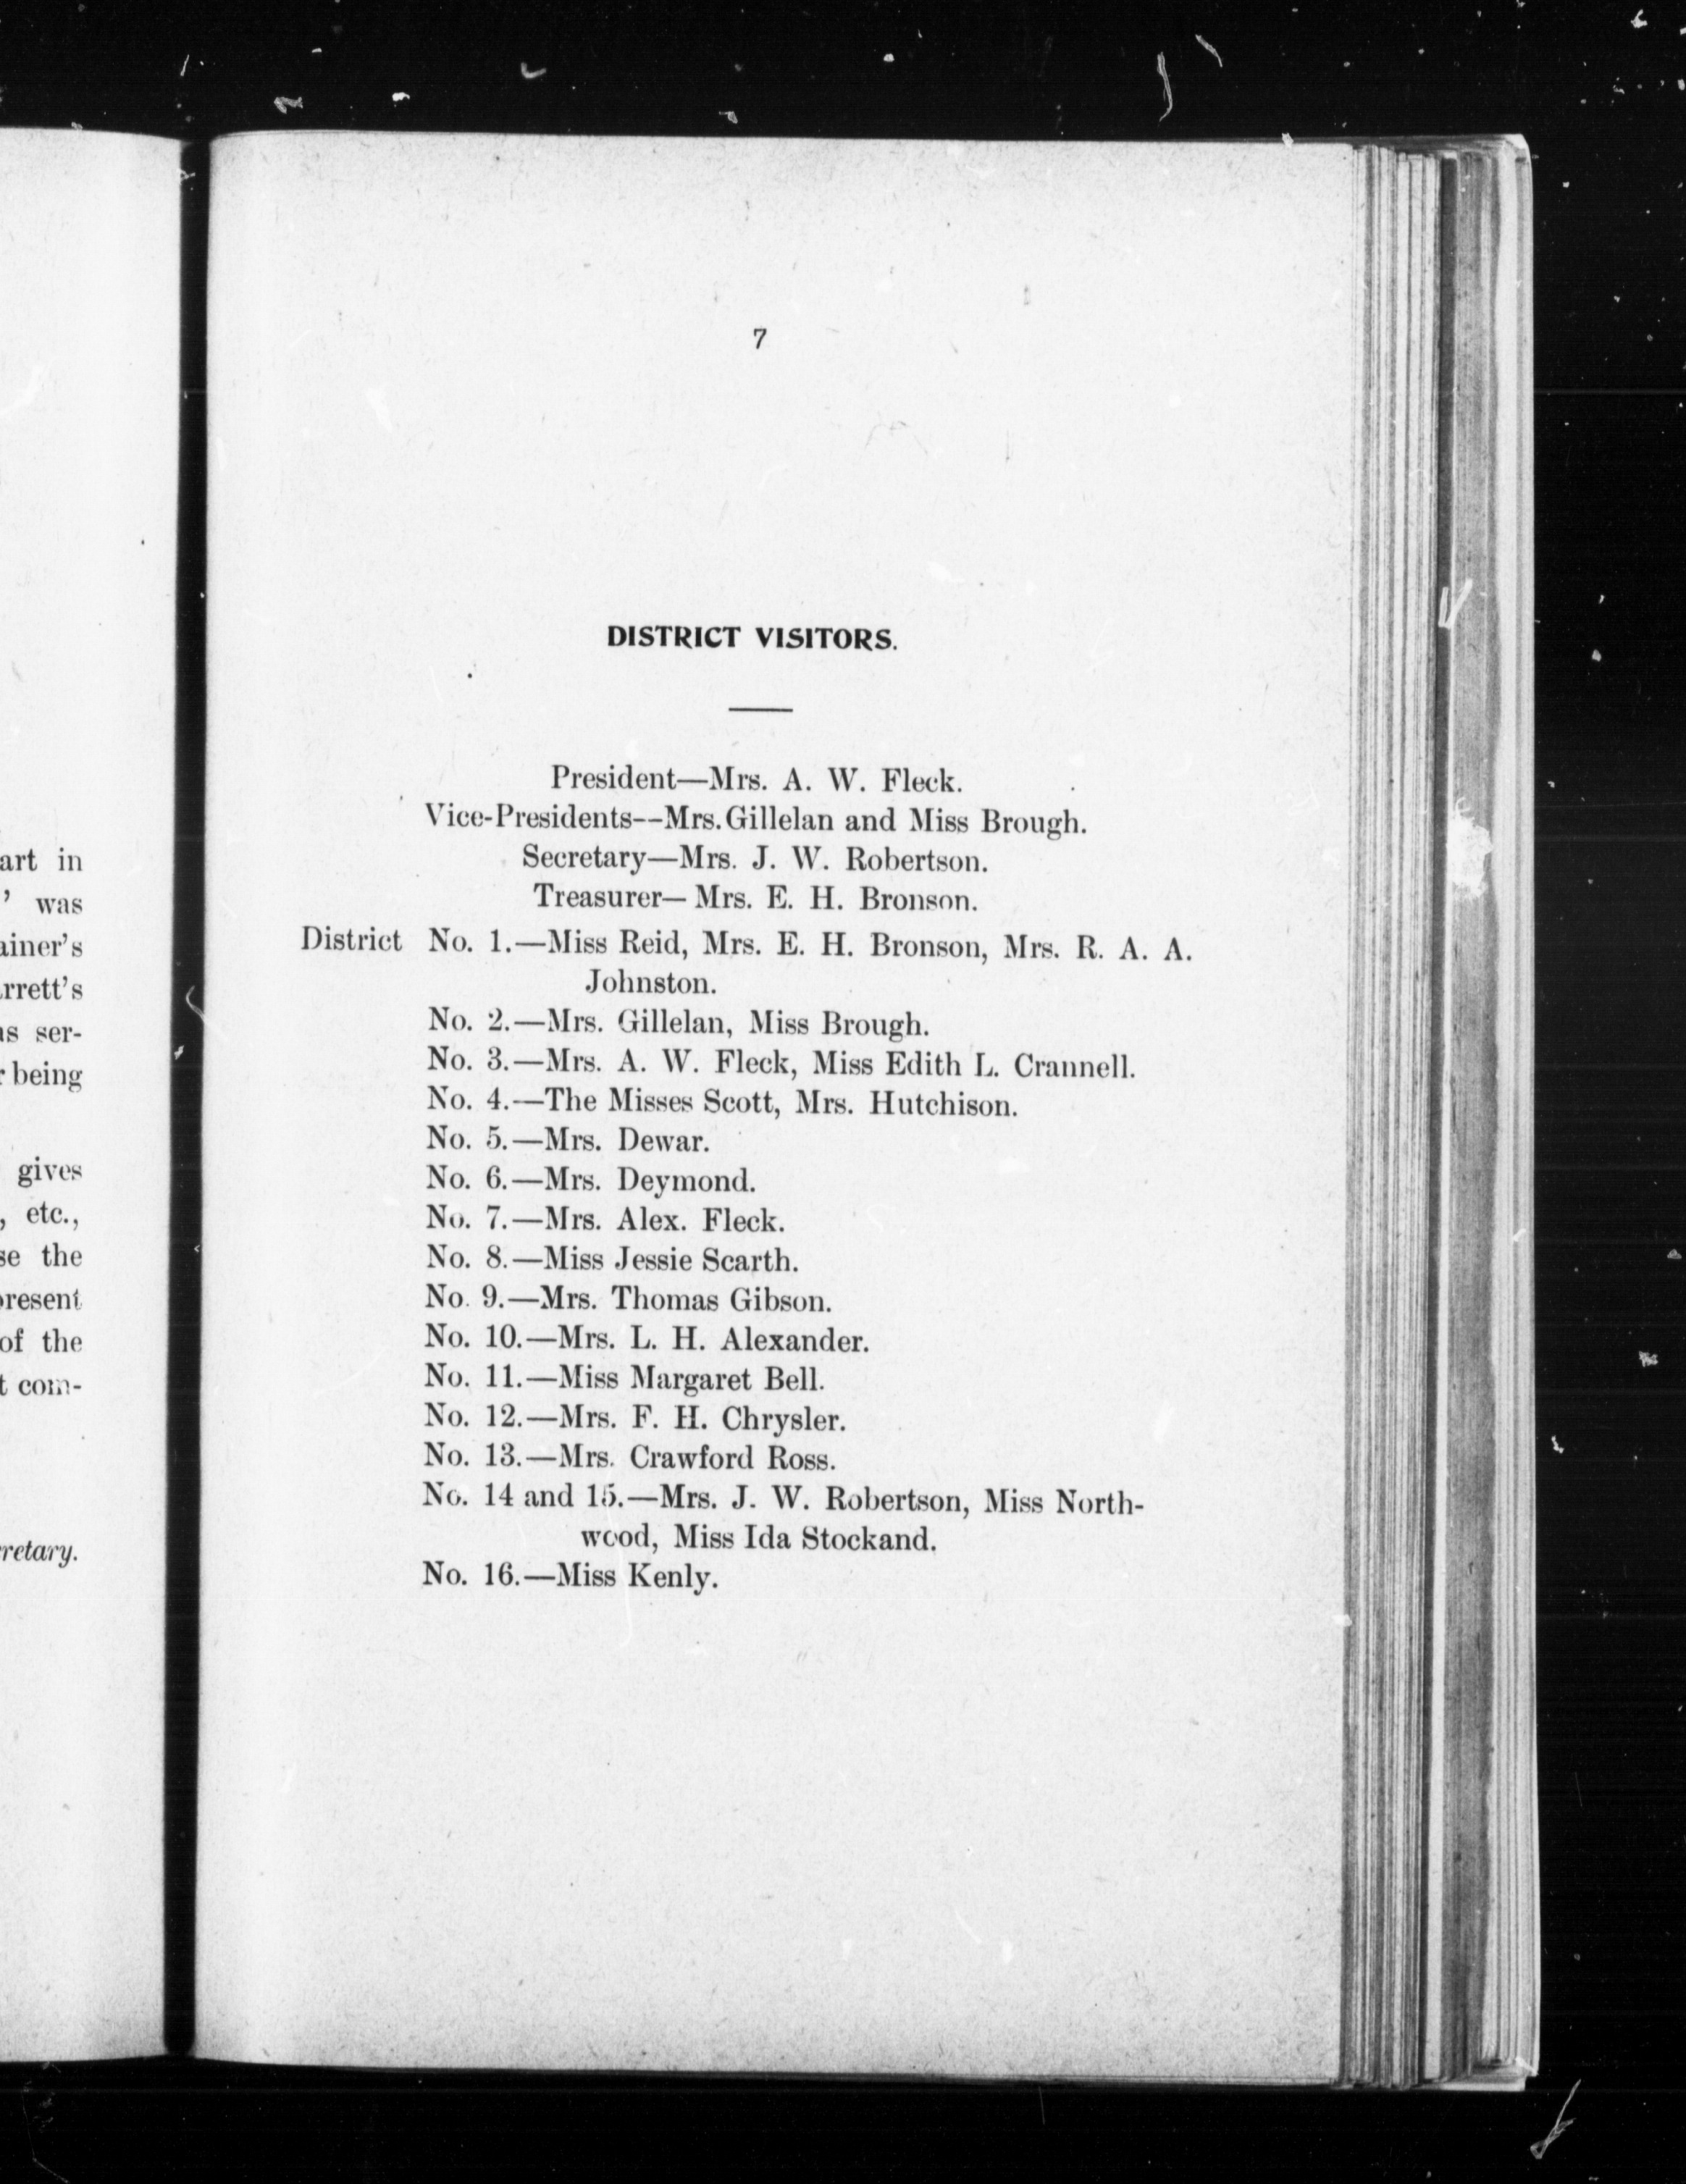 art in
’ was
ainer's
rrett's
as ser-
r being
gives
, etc.,
se the
present
of the
t com-
retary.
7
DISTRICT VISITORS.
President—Mrs. A. W. Fleck.
Vice-Presidents--Mrs. Gillelan and Miss Brough.
Secretary—Mrs. J. W. Robertson.
Treasurer—Mrs. E. H. Bronson.
District No. 1.—Miss Reid, Mrs. E. H. Bronson, Mrs. R. A. A.
Johnston.
No. 2.—Mrs. Gillelan, Miss Brough.
No. 3.—Mrs. A. W. Fleck, Miss Edith L. Crannell.
No. 4.—The Misses Scott, Mrs. Hutchison.
No. 5.—Mrs. Dewar.
No. 6.—Mrs. Deymond.
No. 7.—Mrs. Alex. Fleck.
No. 8.—Miss Jessie Scarth.
No. 9.—Mrs. Thomas Gibson.
No. 10.—Mrs. L. H. Alexander.
No. 11.—Miss Margaret Bell.
No. 12.—Mrs. F. H. Chrysler.
No. 13.—Mrs. Crawford Ross.
No. 14 and 15.—Mrs. J. W. Robertson, Miss North-
wood, Miss Ida Stockand.
No. 16.—Miss Kenly.